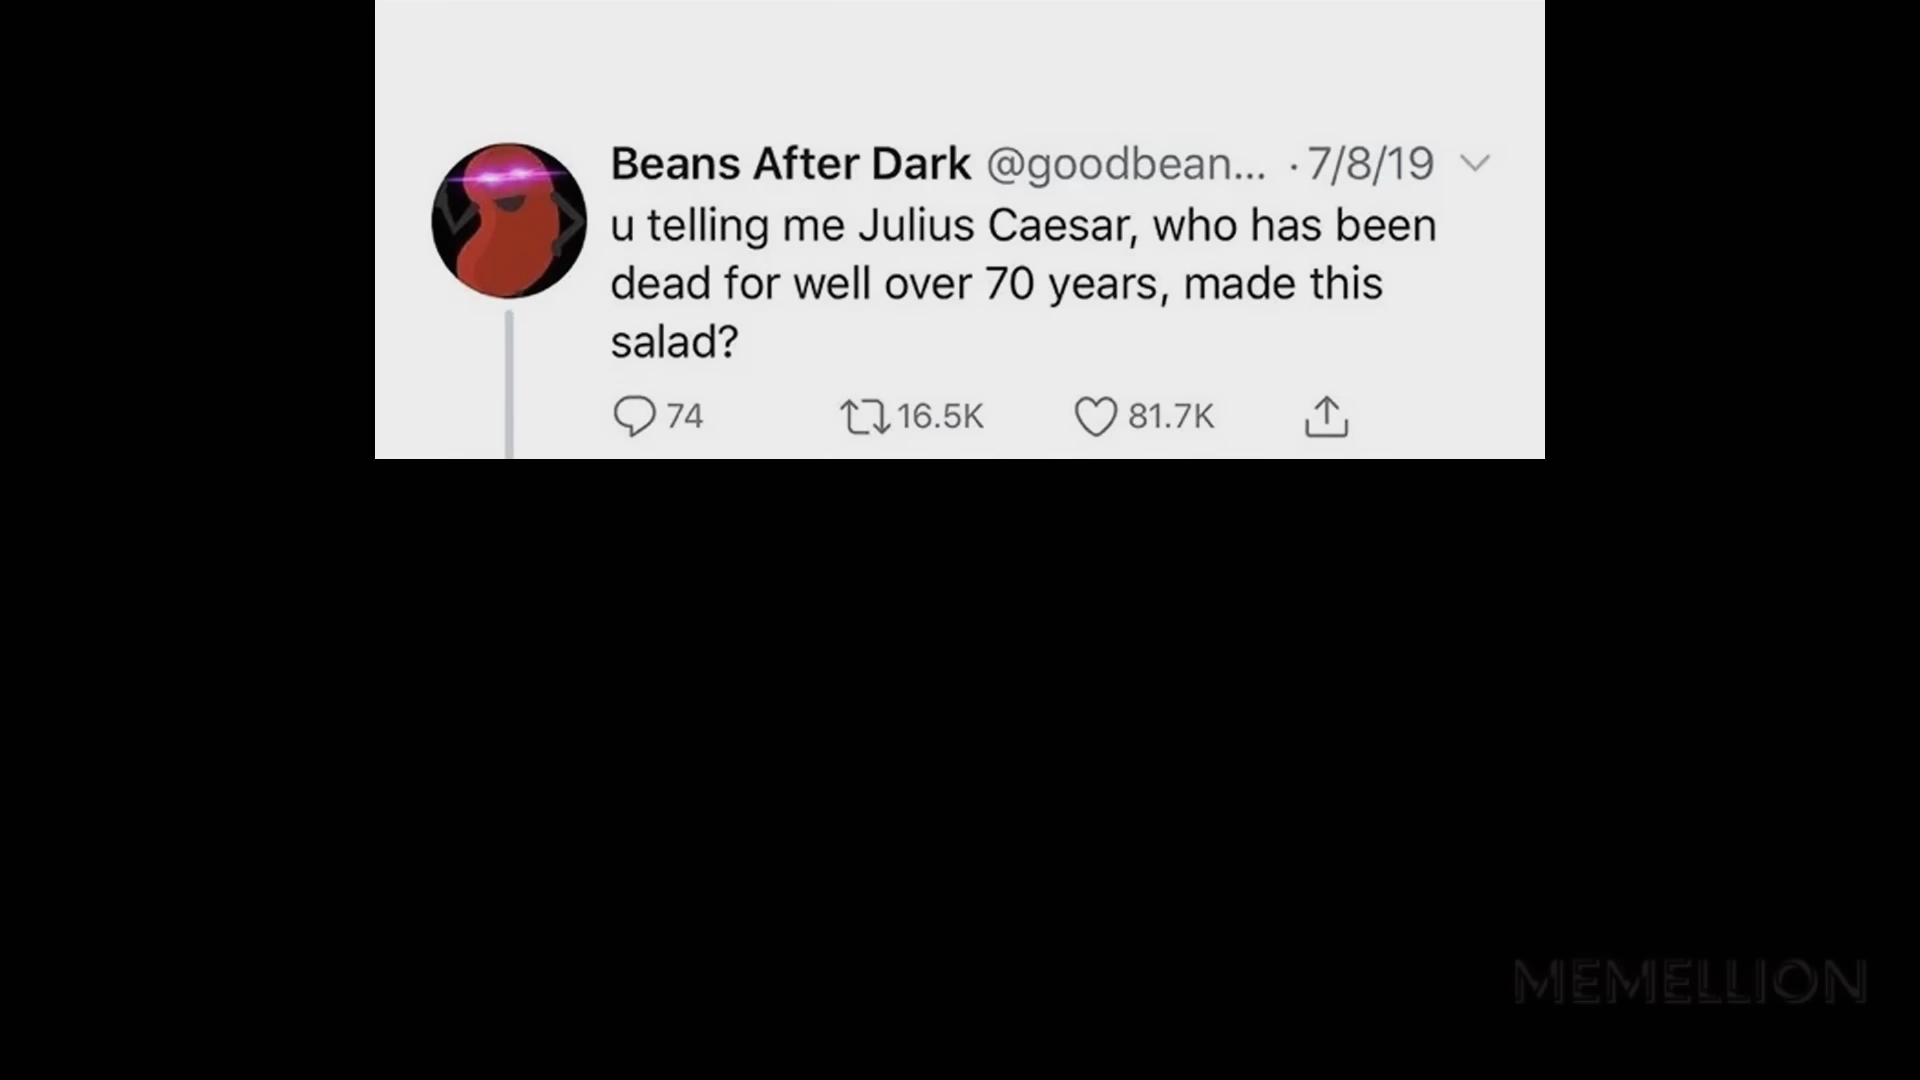 Beans After Dark @goodbean... · 7/8/19
u telling me Julius Caesar, who has been
dead for well over 70 years, made this
salad?
74 16.5K 81.7K
MEMELLION